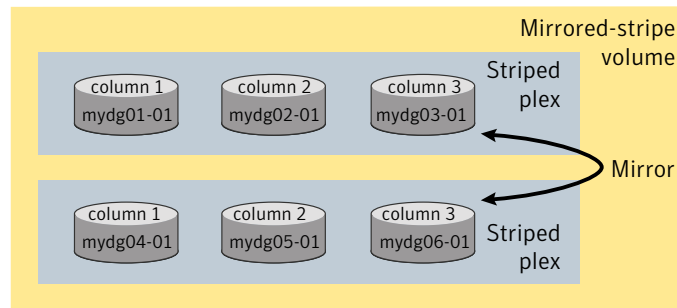 Mirrored-stripe
volume
Striped
plex
column 1
column 2
column 3
mydg01-01
mydg02-01
mydg03-01
Mirror
column 1
column 2
column 3
mydg04-01
mydg05-01
mydg06-01
Striped
plex